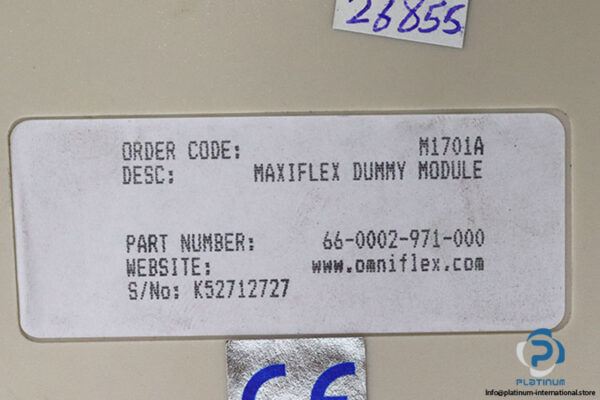 26855
ORDER CODE: M1701A
DESC: MAXIFLEX DUMMY MODULE
PART NUMBER: 66-0002-971-000
WEBSITE: www.omniflex.com
S/No: K52712727
CE
PLATINUM
Info@platinum-international.store